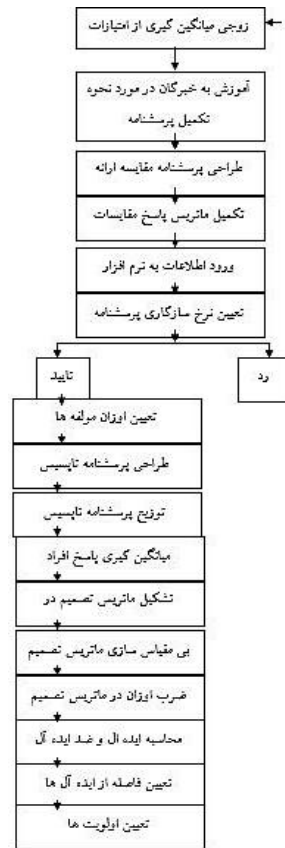 زوجی میانگین گیری از امتیازات
آموزش به خبرگان در مورد نحوه
تکمیل پرسشنامه
طراحی پرسشنامه مقایسه ارائه
تکمیل ماتریس پاسخ مقایسات
ورود اطلاعات به نرم افزار
تعیین نرخ سازگاری پرسشنامه
رد
تایید
تعیین اوزان مولفه ها
طراحی پرسشنامه تاپسیس
توزیع پرسشنامه تاپسیس
میانگین گیری پاسخ افراد
تشکیل ماتریس تصمیم در
بی مقیاس سازی ماتریس تصمیم
ضرب اوزان در ماتریس تصمیم
محاسبه ایده ال و ضد ایده آل
تعیین فاصله از ایده آل ها
تعیین اولویت ها